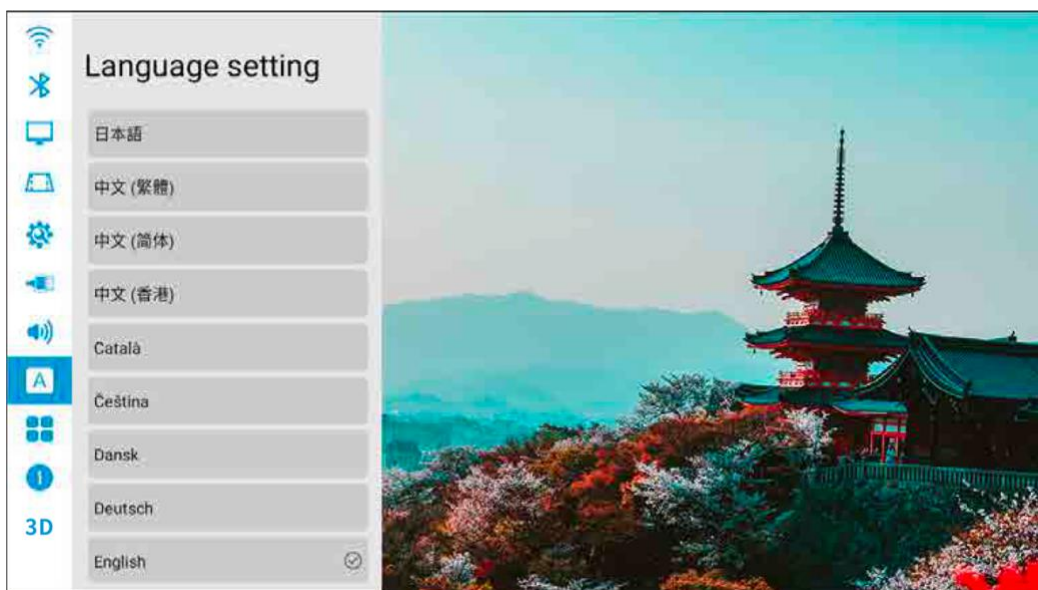 Language setting
日本語
中文 (繁體)
中文 (简体)
中文 (香港)
Català
Čeština
Dansk
Deutsch
English
A
3D